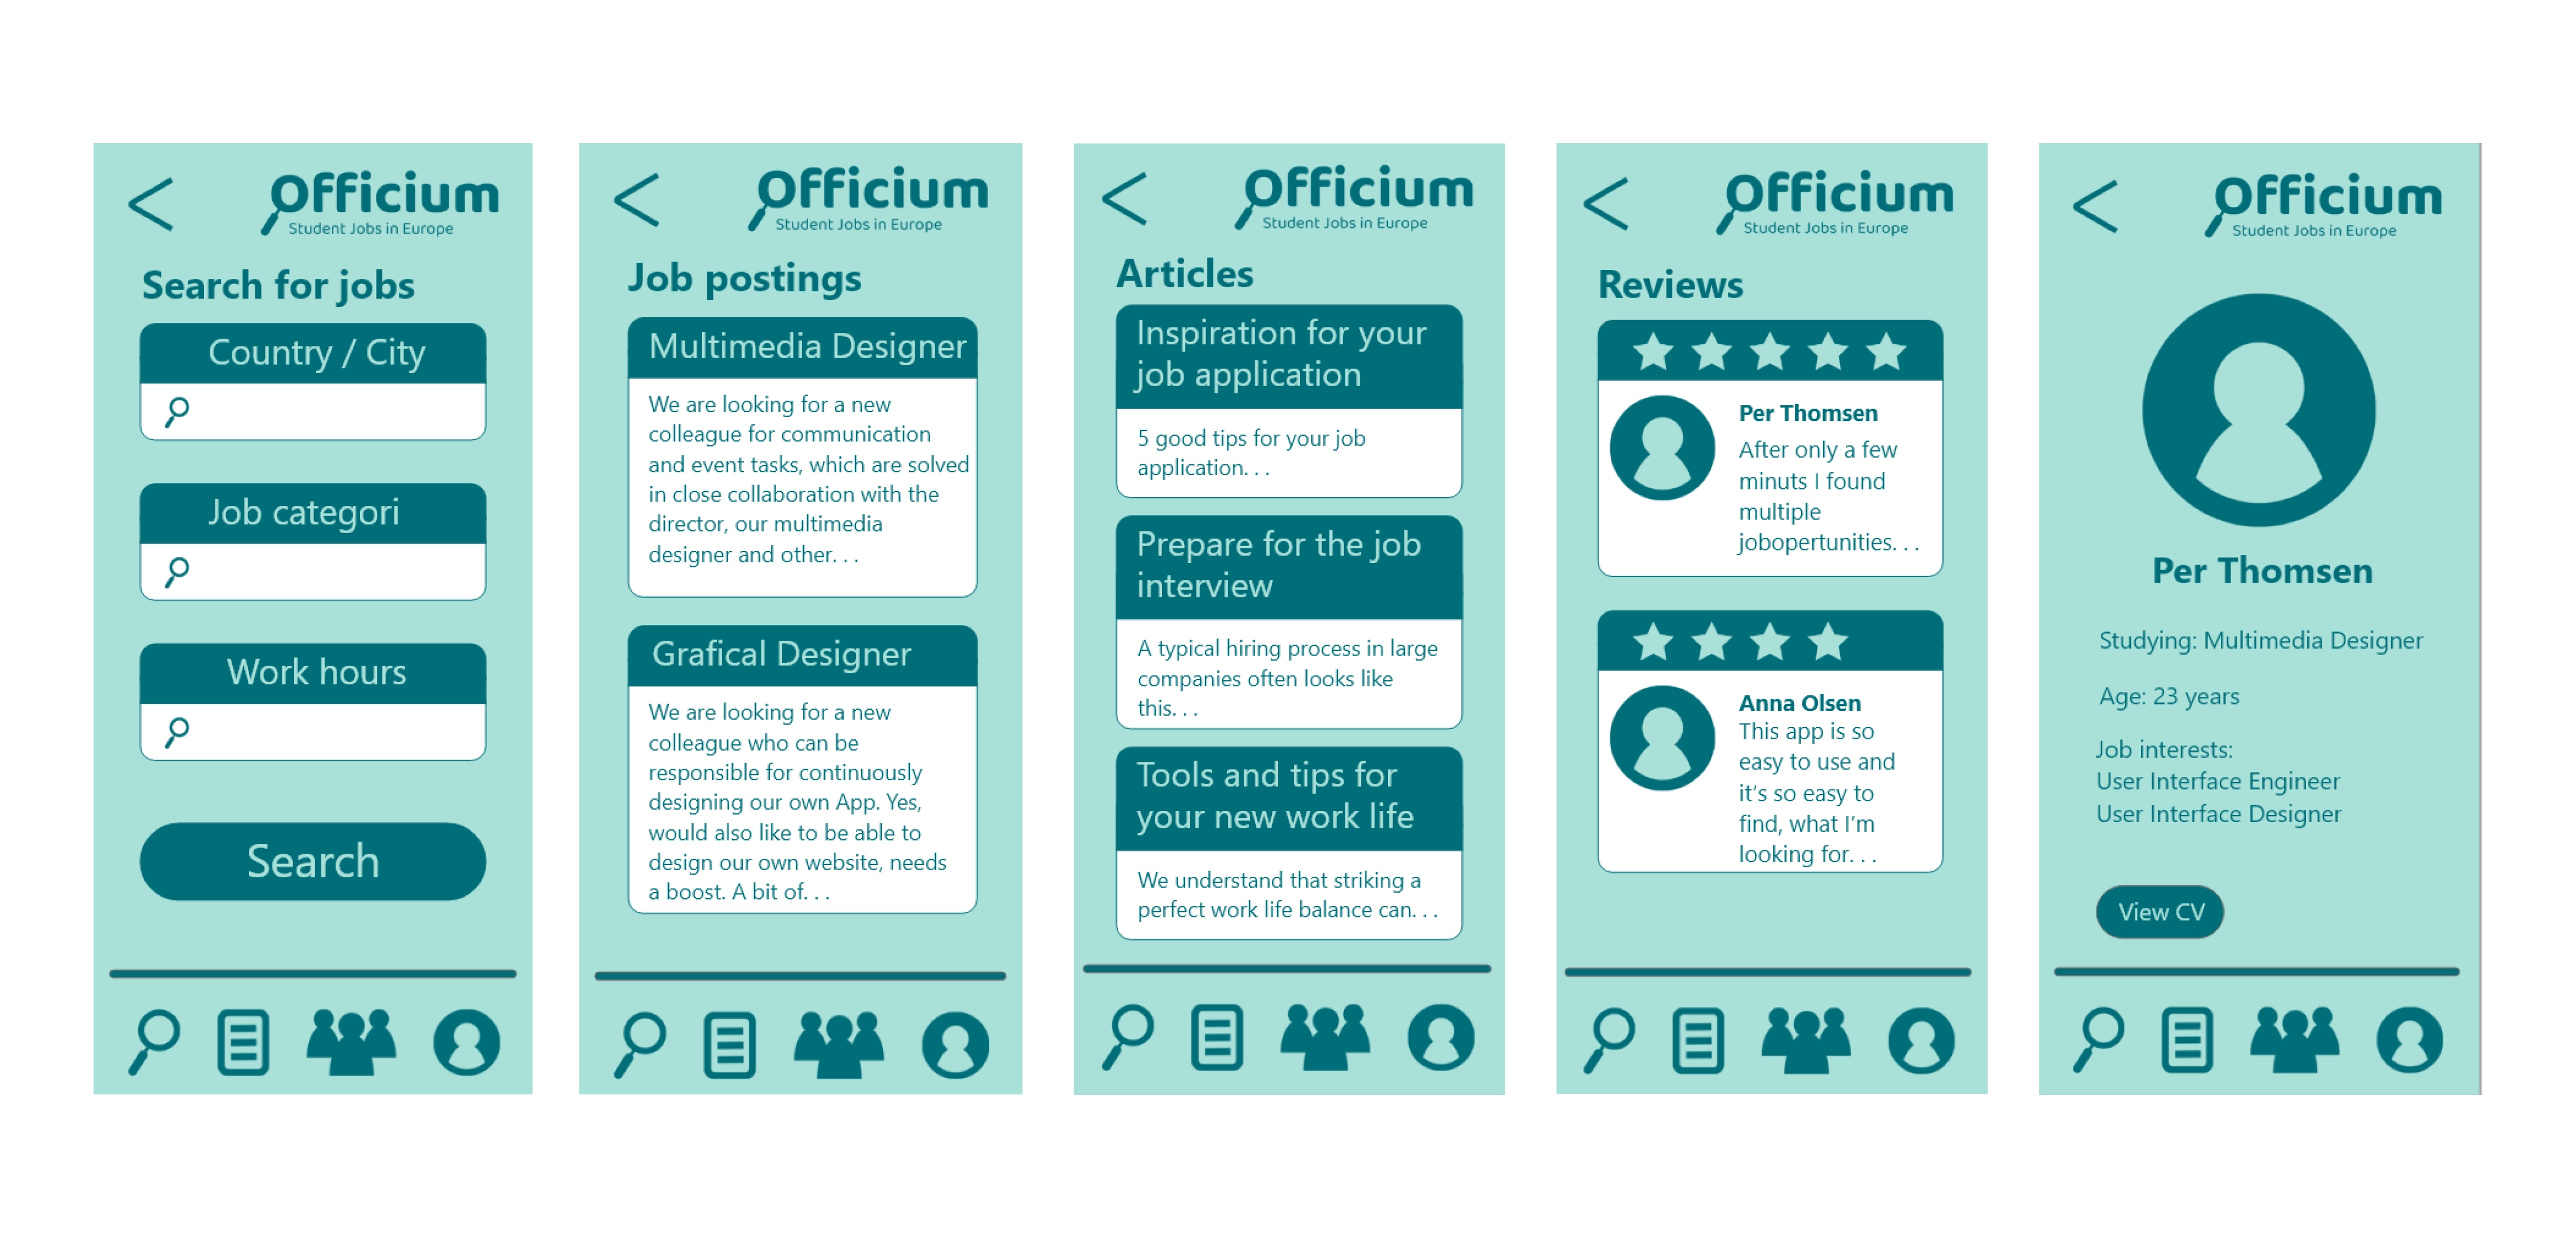 Officium
Student Jobs in Europe
Search for jobs
Country / City
Job categori
Work hours
Search
Officium
Student Jobs in Europe
Job postings
Multimedia Designer
We are looking for a new
colleague for communication
and event tasks, which are solved
in close collaboration with the
director, our multimedia
designer and other. . .
Grafical Designer
We are looking for a new
colleague who can be
responsible for continuously
designing our own App. Yes,
would also like to be able to
design our own website, needs
a boost. A bit of. . .
Officium
Student Jobs in Europe
Articles
Inspiration for your
job application
5 good tips for your job
application. . .
Prepare for the job
interview
A typical hiring process in large
companies often looks like
this. . .
Tools and tips for
your new work life
We understand that striking a
perfect work life balance can. . .
Officium
Student Jobs in Europe
Reviews
Per Thomsen
After only a few
minuts I found
multiple
jobopertunities. . .
Anna Olsen
This app is so
easy to use and
it's so easy to
find, what I'm
looking for. . .
Officium
Student Jobs in Europe
Per Thomsen
Studying: Multimedia Designer
Age: 23 years
Job interests:
User Interface Engineer
User Interface Designer
View CV